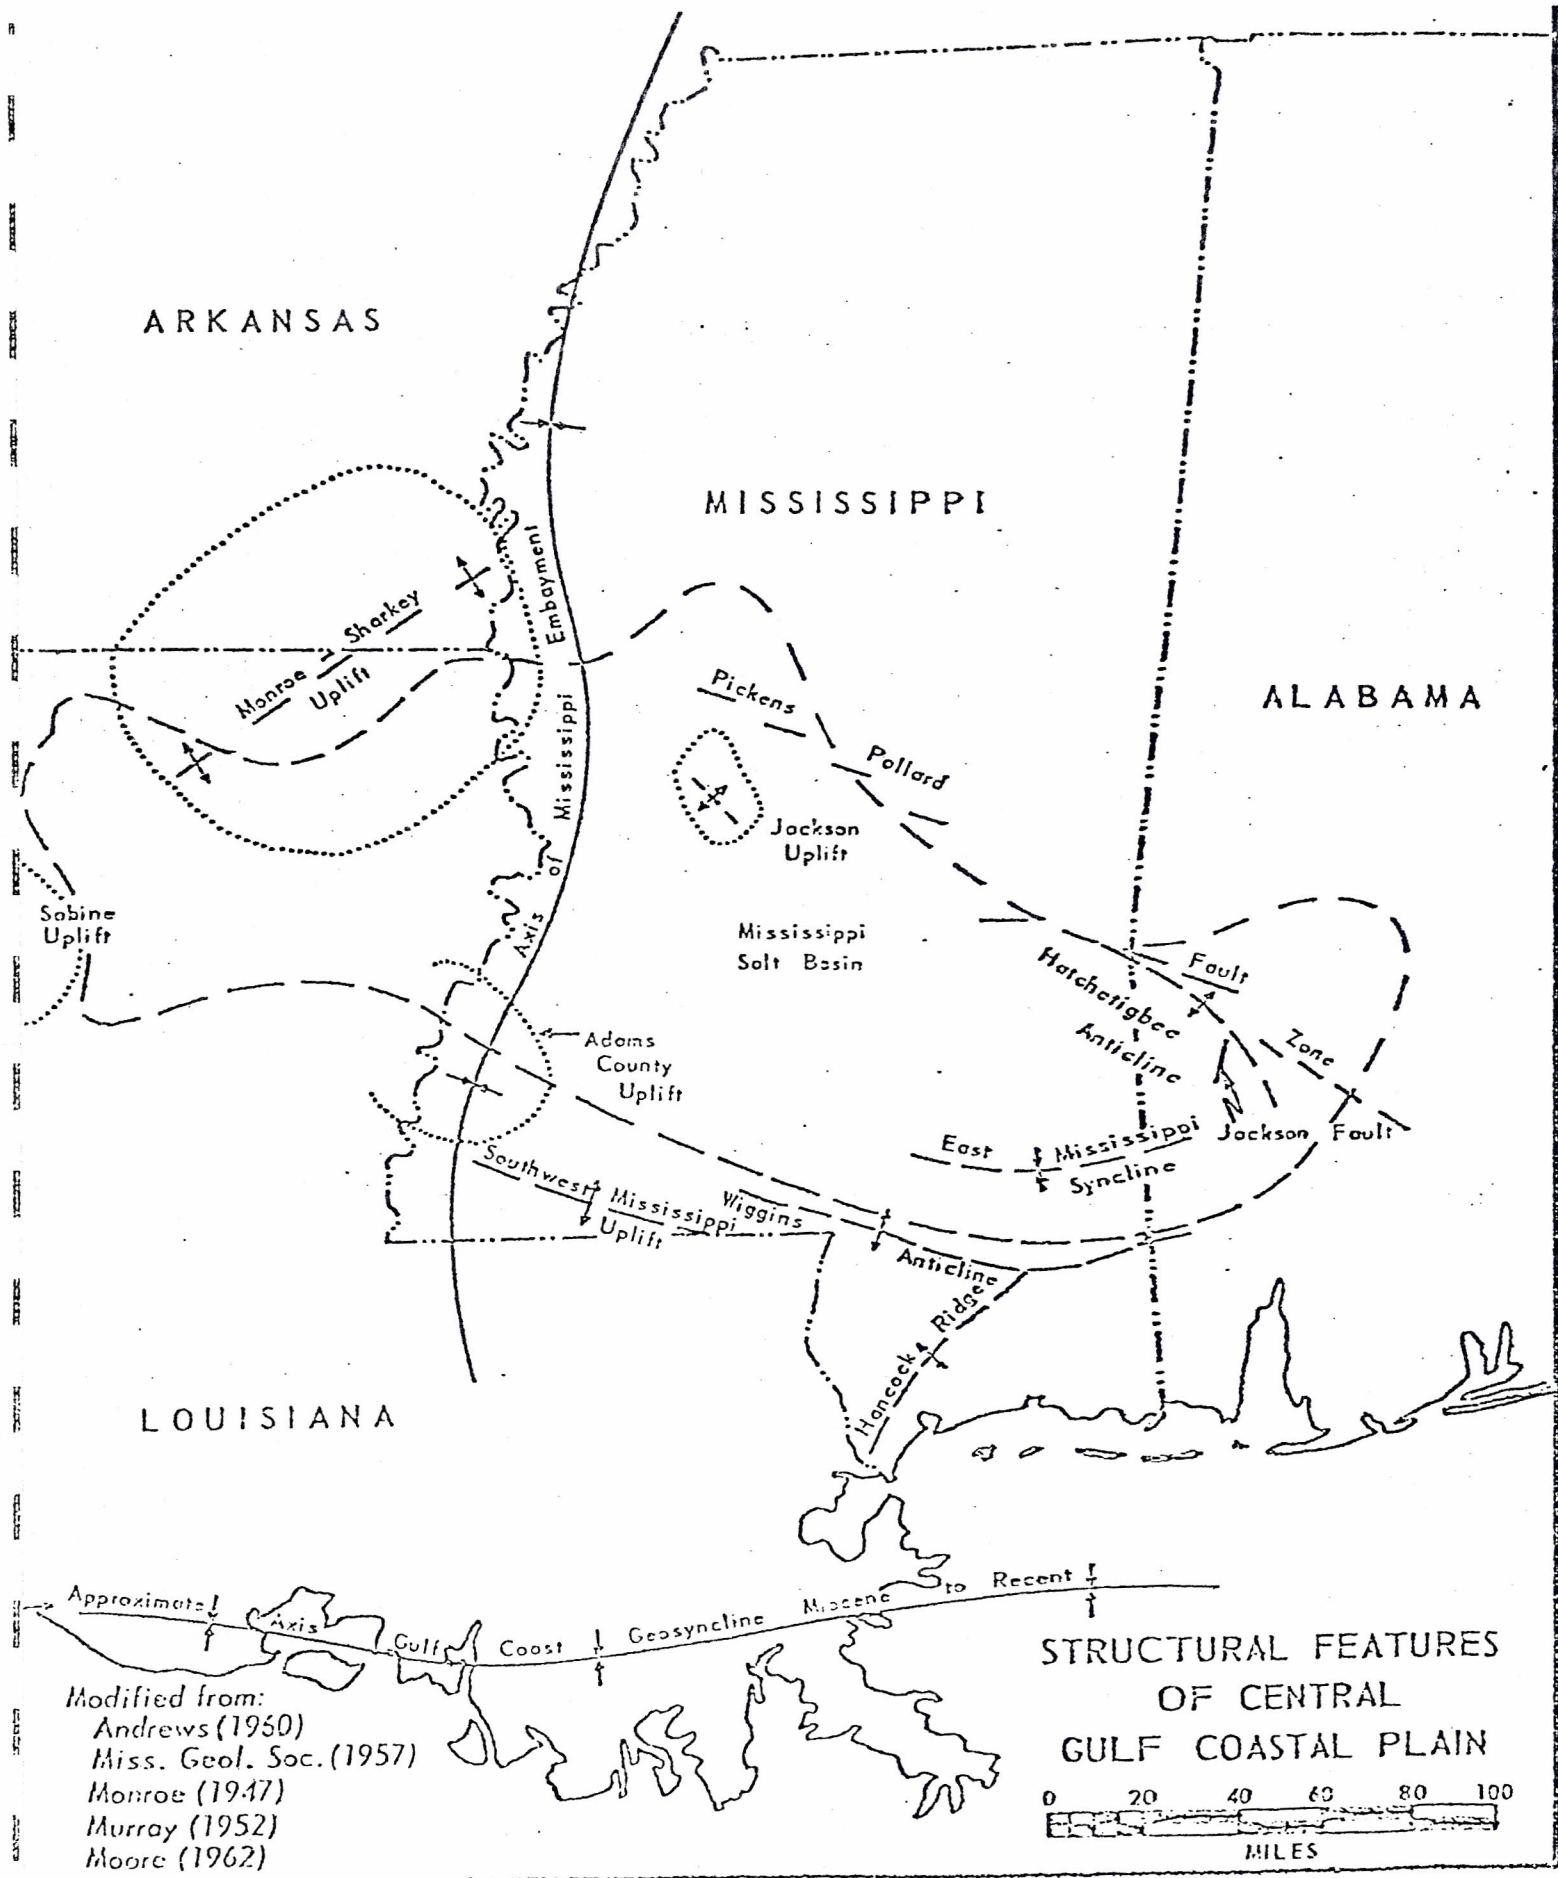 ARKANSAS
MISSISSIPPI
ALABAMA
Monroe Sharkey
Uplift
Axis of Mississippi Embayment
Pickens
Pollard
Jackson
Uplift
Sabine
Uplift
Mississippi
Salt Basin
Fault
Zone
Hatchetigbee
Anticline
Adams
County
Uplift
East Mississippi
Syncline
Jackson Fault
Southwest Mississippi
Uplift
Wiggins
Anticline
Hancock Ridge
LOUISIANA
Approximate Axis Gulf Coast Geosyncline Miocene to Recent
STRUCTURAL FEATURES
OF CENTRAL
GULF COASTAL PLAIN
0 20 40 60 80 100
MILES
Modified from:
Andrews (1960)
Miss. Geol. Soc. (1957)
Monroe (1947)
Murray (1952)
Moore (1962)